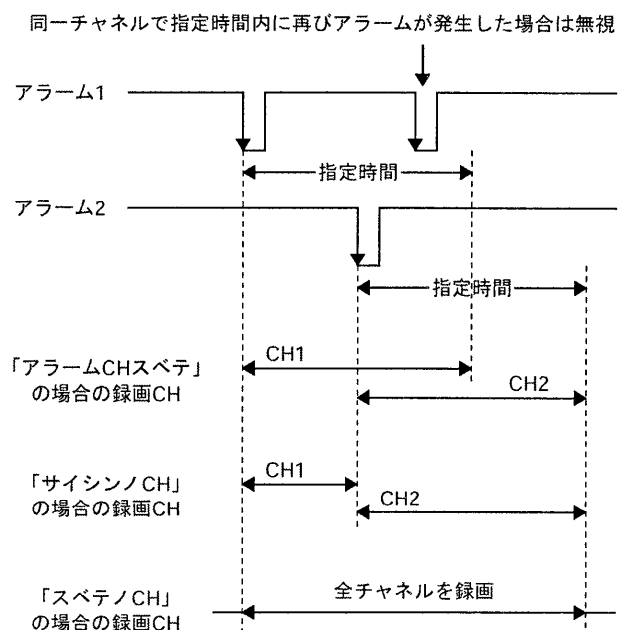 同一チャネルで指定時間内に再びアラームが発生した場合は無視
アラーム1
指定時間
アラーム2
指定時間
「アラームCHスベテ」
の場合の録画CH
CH1
CH2
「サイシンノCH」
の場合の録画CH
CH1
CH2
「スベテノCH」
の場合の録画CH
全チャネルを録画